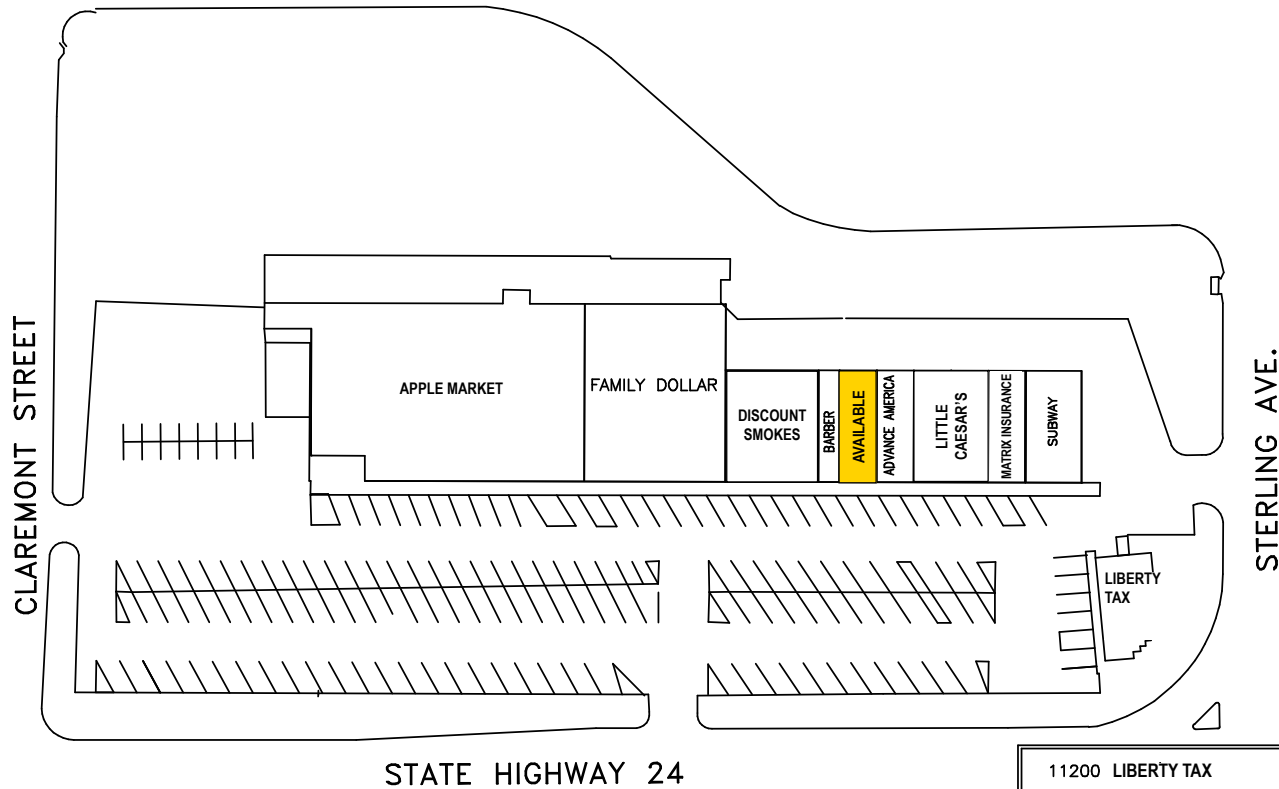 CLAREMONT STREET
APPLE MARKET
FAMILY DOLLAR
DISCOUNT
SMOKES
BARBER
AVAILABLE
ADVANCE AMERICA
LITTLE
CAESAR'S
MATRIX INSURANCE
SUBWAY
STERLING AVE.
LIBERTY
TAX
STATE HIGHWAY 24
11200 LIBERTY TAX